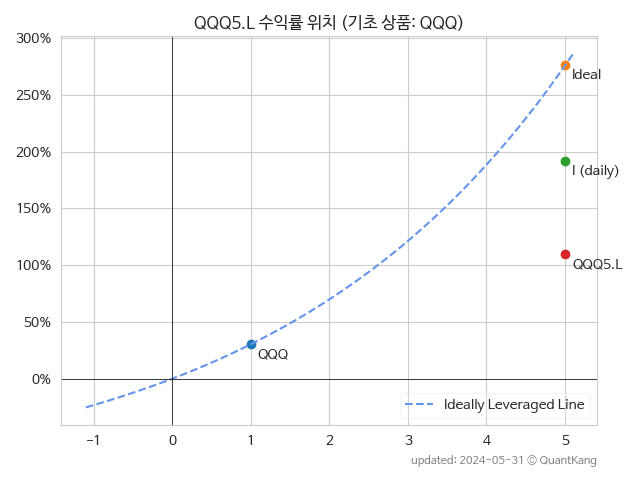 QQQ5.L 수익률 위치 (기초 상품: QQQ)
300%
250%
200%
150%
100%
50%
0%
Ideal
I (daily)
QQQ5.L
QQQ
Ideally Leveraged Line
-1 0 1 2 3 4 5
updated: 2024-05-31 © QuantKang